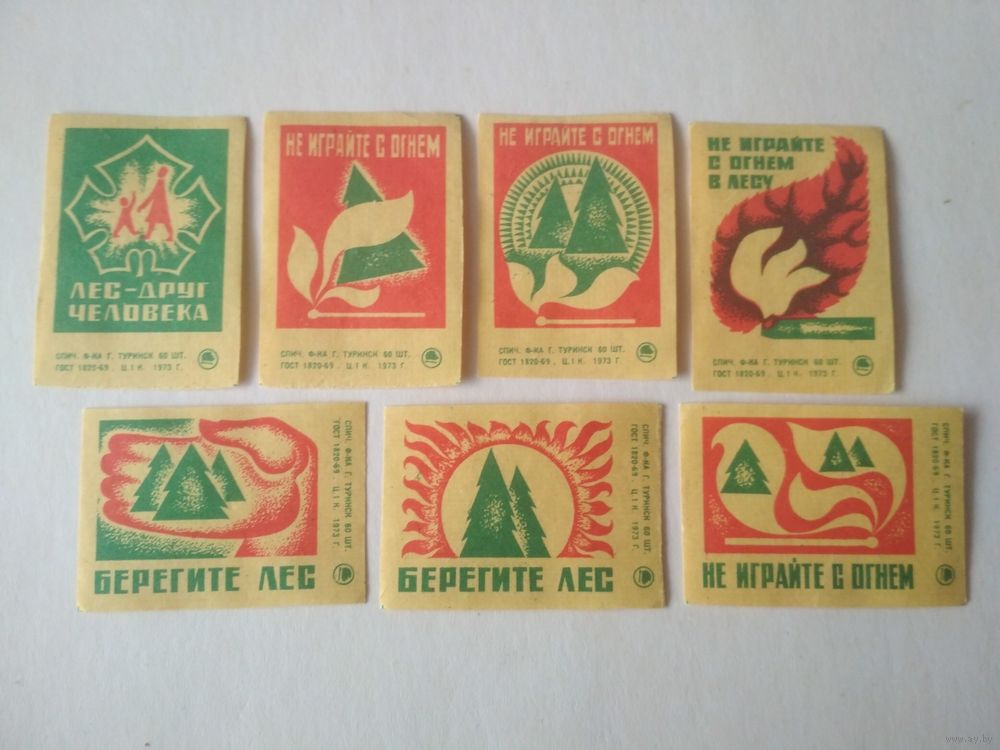 ЛЕС-ДРУГ
ЧЕЛОВЕКА
СПИЧ. Ф-КА Г. ТУРИНСК 60 ШТ.
ГОСТ 1820-69. Ц. 1 К. 1973 Г.
НЕ ИГРАЙТЕ С ОГНЕМ
СПИЧ. Ф-КА Г. ТУРИНСК 60 ШТ.
ГОСТ 1820-69. Ц. 1 К. 1973 Г.
НЕ ИГРАЙТЕ С ОГНЕМ
СПИЧ. Ф-КА Г. ТУРИНСК 60 ШТ.
ГОСТ 1820-69. Ц. 1 К. 1973 Г.
НЕ ИГРАЙТЕ
С ОГНЕМ
В ЛЕСУ
СПИЧ. Ф-КА Г. ТУРИНСК 60 ШТ.
ГОСТ 1820-69. Ц. 1 К. 1973 Г.
БЕРЕГИТЕ ЛЕС
СПИЧ. Ф-КА Г. ТУРИНСК 60 ШТ.
ГОСТ 1820-69. Ц. 1 К. 1973 Г.
БЕРЕГИТЕ ЛЕС
СПИЧ. Ф-КА Г. ТУРИНСК 60 ШТ.
ГОСТ 1820-69. Ц. 1 К. 1973 Г.
НЕ ИГРАЙТЕ С ОГНЕМ
СПИЧ. Ф-КА Г. ТУРИНСК 60 ШТ.
ГОСТ 1820-69. Ц. 1 К. 1973 Г.
www.ay.by